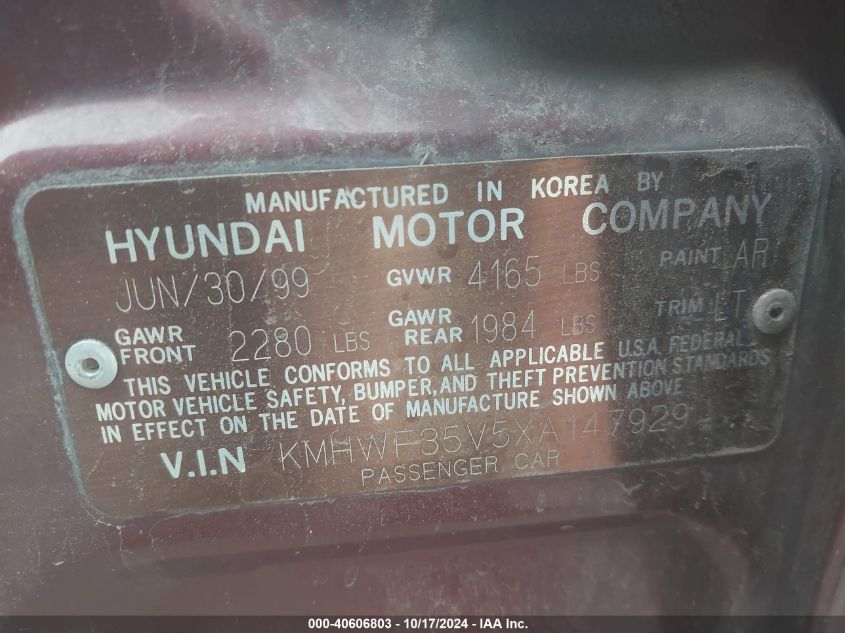 MANUFACTURED IN KOREA BY
HYUNDAI MOTOR COMPANY
JUN/30/99 GVWR 4165 LBS PAINT AR
GAWR FRONT 2280 LBS GAWR REAR 1984 LBS TRIM LT
THIS VEHICLE CONFORMS TO ALL APPLICABLE U.S.A. FEDERAL
MOTOR VEHICLE SAFETY, BUMPER, AND THEFT PREVENTION STANDARDS
IN EFFECT ON THE DATE OF MANUFACTURE SHOWN ABOVE
V.I.N KMHWF35V5XA147929
PASSENGER CAR
000-40606803 - 10/17/2024 - IAA Inc.